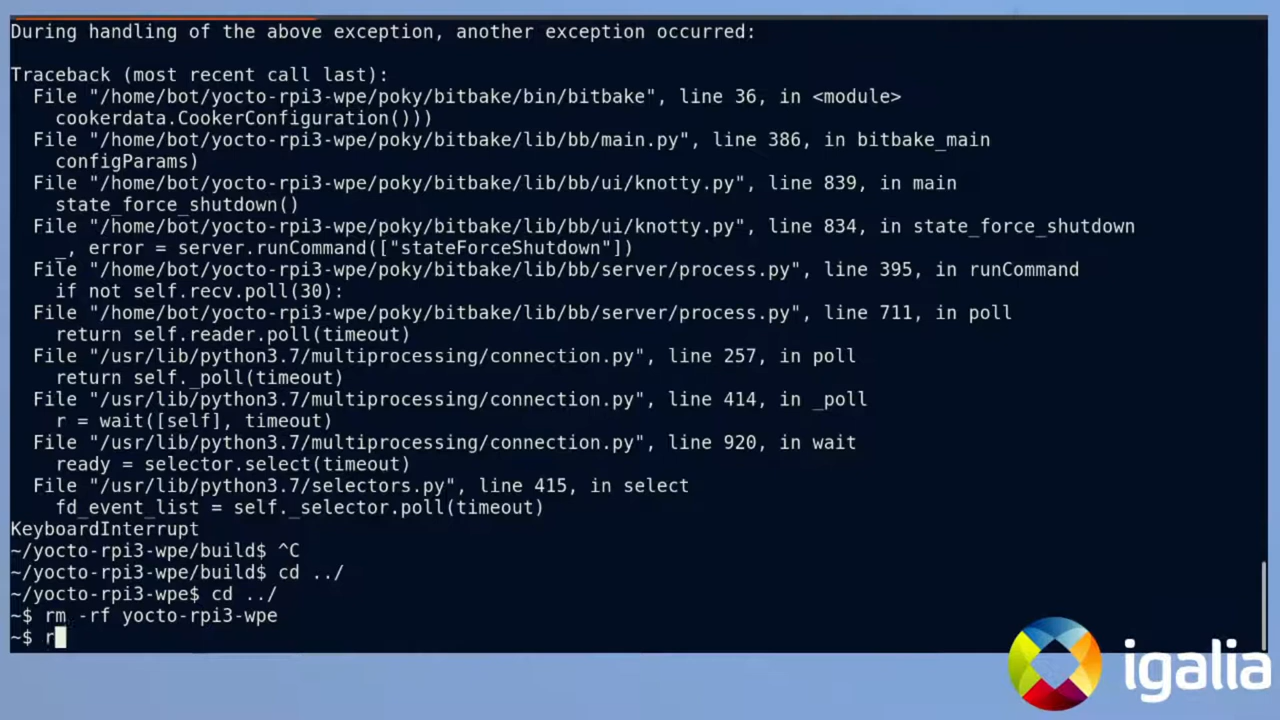 During handling of the above exception, another exception occurred:
Traceback (most recent call last):
File "/home/bot/yocto-rpi3-wpe/poky/bitbake/bin/bitbake", line 36, in <module>
cookerdata.CookerConfiguration()))
File "/home/bot/yocto-rpi3-wpe/poky/bitbake/lib/bb/main.py", line 386, in bitbake_main
configParams)
File "/home/bot/yocto-rpi3-wpe/poky/bitbake/lib/bb/ui/knotty.py", line 839, in main
state_force_shutdown()
File "/home/bot/yocto-rpi3-wpe/poky/bitbake/lib/bb/ui/knotty.py", line 834, in state_force_shutdown
_, error = server.runCommand(["stateForceShutdown"])
File "/home/bot/yocto-rpi3-wpe/poky/bitbake/lib/bb/server/process.py", line 395, in runCommand
if not self.recv.poll(30):
File "/home/bot/yocto-rpi3-wpe/poky/bitbake/lib/bb/server/process.py", line 711, in poll
return self.reader.poll(timeout)
File "/usr/lib/python3.7/multiprocessing/connection.py", line 257, in poll
return self._poll(timeout)
File "/usr/lib/python3.7/multiprocessing/connection.py", line 414, in _poll
r = wait([self], timeout)
File "/usr/lib/python3.7/multiprocessing/connection.py", line 920, in wait
ready = selector.select(timeout)
File "/usr/lib/python3.7/selectors.py", line 415, in select
fd_event_list = self._selector.poll(timeout)
KeyboardInterrupt
~/yocto-rpi3-wpe/build$ ^C
~/yocto-rpi3-wpe/build$ cd ../
~/yocto-rpi3-wpe$ cd ../
~$ rm -rf yocto-rpi3-wpe
~$ r
igalia